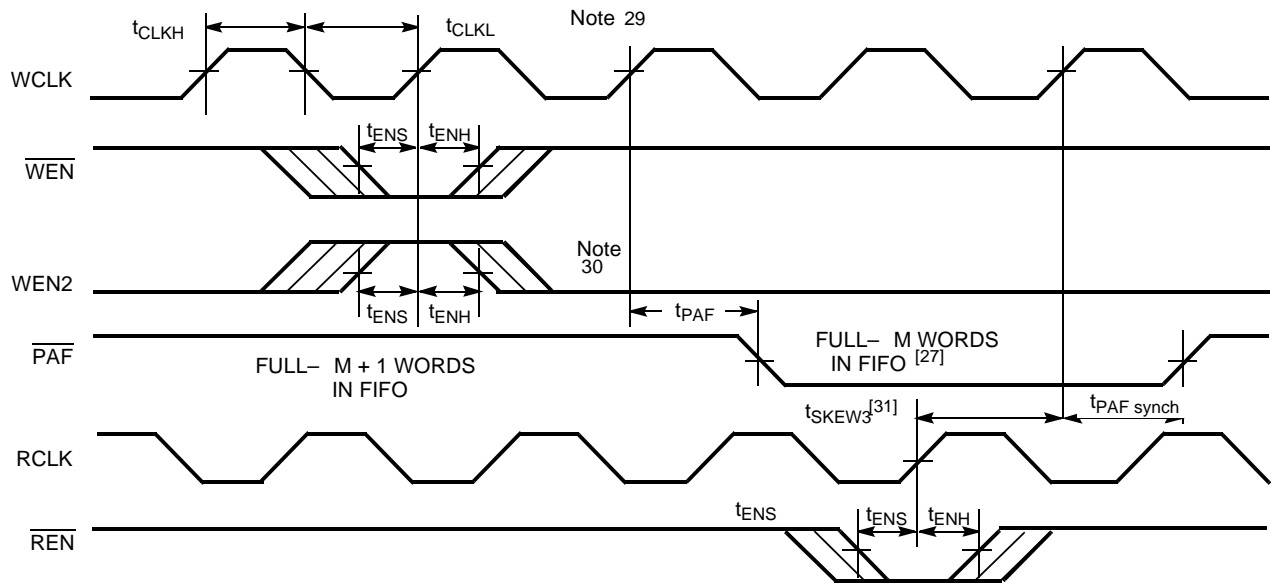 tCLKH
tCLKL
Note 29
WCLK
tENS
tENH
WEN
Note
30
WEN2
tENS
tENH
tPAF
PAF
FULL– M + 1 WORDS
IN FIFO
FULL– M WORDS
IN FIFO [27]
tSKEW3[31]
tPAF synch
RCLK
tENS
tENS
tENH
REN